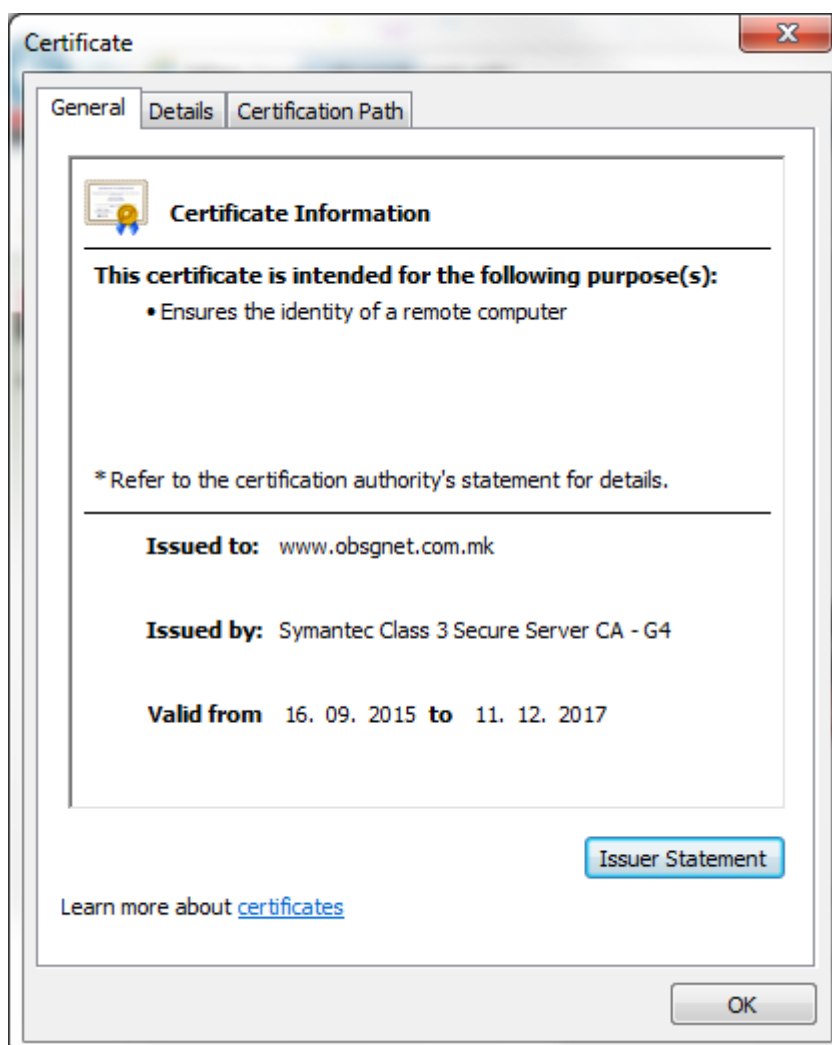 Certificate
General Details Certification Path
Certificate Information
This certificate is intended for the following purpose(s):
• Ensures the identity of a remote computer
* Refer to the certification authority's statement for details.
Issued to: www.obsgnet.com.mk
Issued by: Symantec Class 3 Secure Server CA - G4
Valid from 16. 09. 2015 to 11. 12. 2017
Issuer Statement
Learn more about certificates
OK